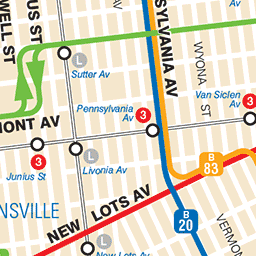 WELL ST
US ST
SYLVANIA AV
WYONA ST
L
Sutter Av
Van Siclen
Av
Pennsylvania
Av
3
3
MONT AV
3
Junius St
L
Livonia Av
B
83
NSVILLE
NEW LOTS AV
B
20
L
New Lots Av
VERMON